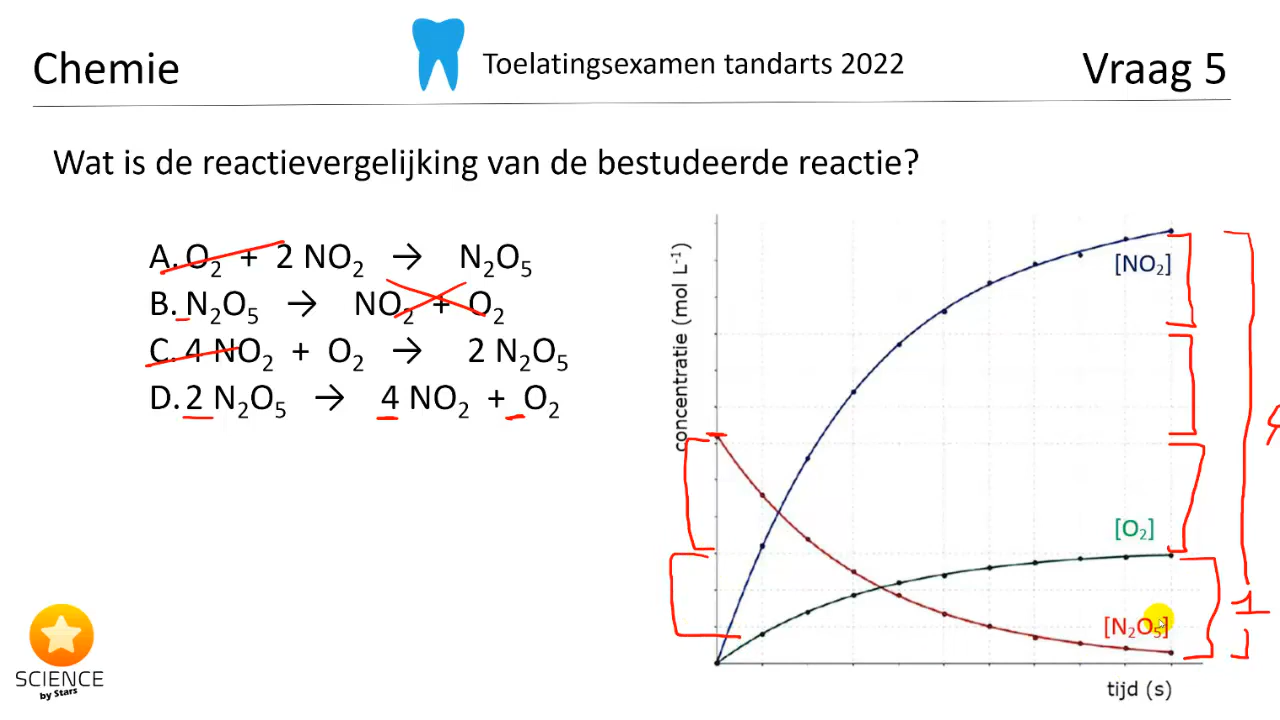 Chemie
Toelatingsexamen tandarts 2022
Vraag 5
Wat is de reactievergelijking van de bestudeerde reactie?
A. O₂ + 2 NO₂ → N₂O₅
B. N₂O₅ → NO₂ + O₂
C. 4 NO₂ + O₂ → 2 N₂O₅
D. 2 N₂O₅ → 4 NO₂ + O₂
concentratie (mol L⁻¹)
[NO₂]
[O₂]
[N₂O₅]
1
tijd (s)
SCIENCE
by Stars